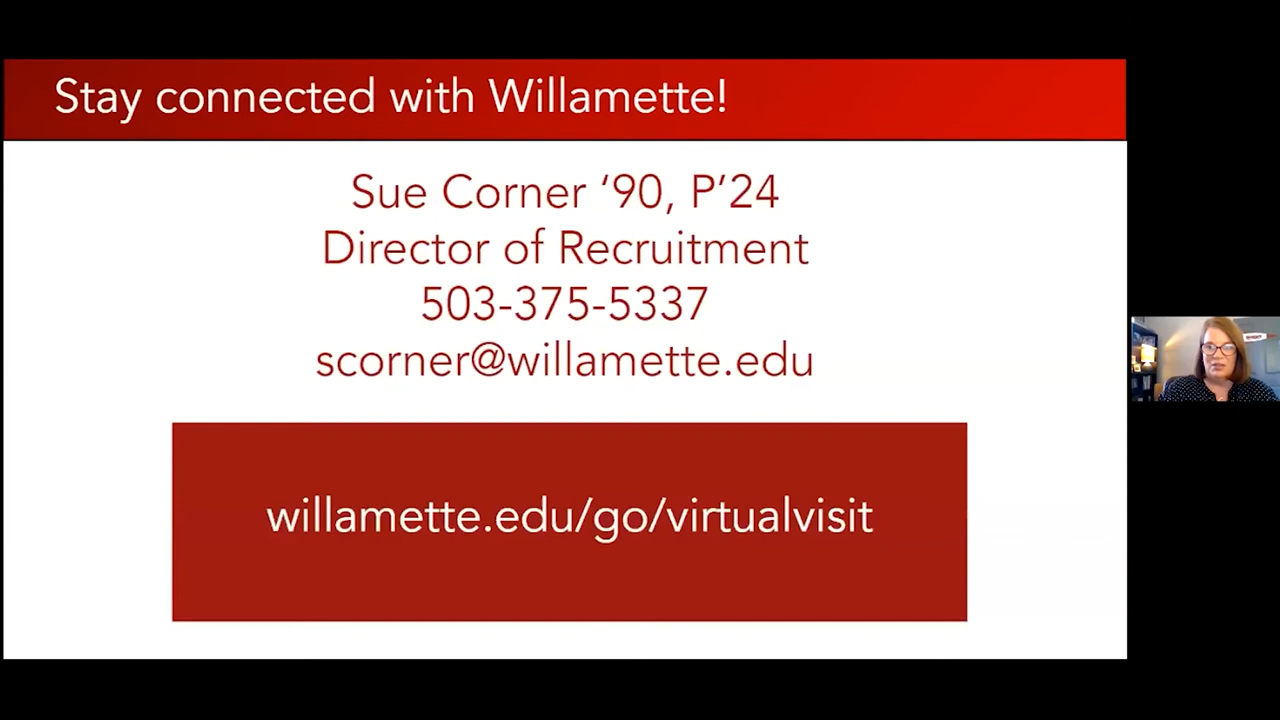 Stay connected with Willamette!
Sue Corner ‘90, P’24
Director of Recruitment
503-375-5337
scorner@willamette.edu
willamette.edu/go/virtualvisit